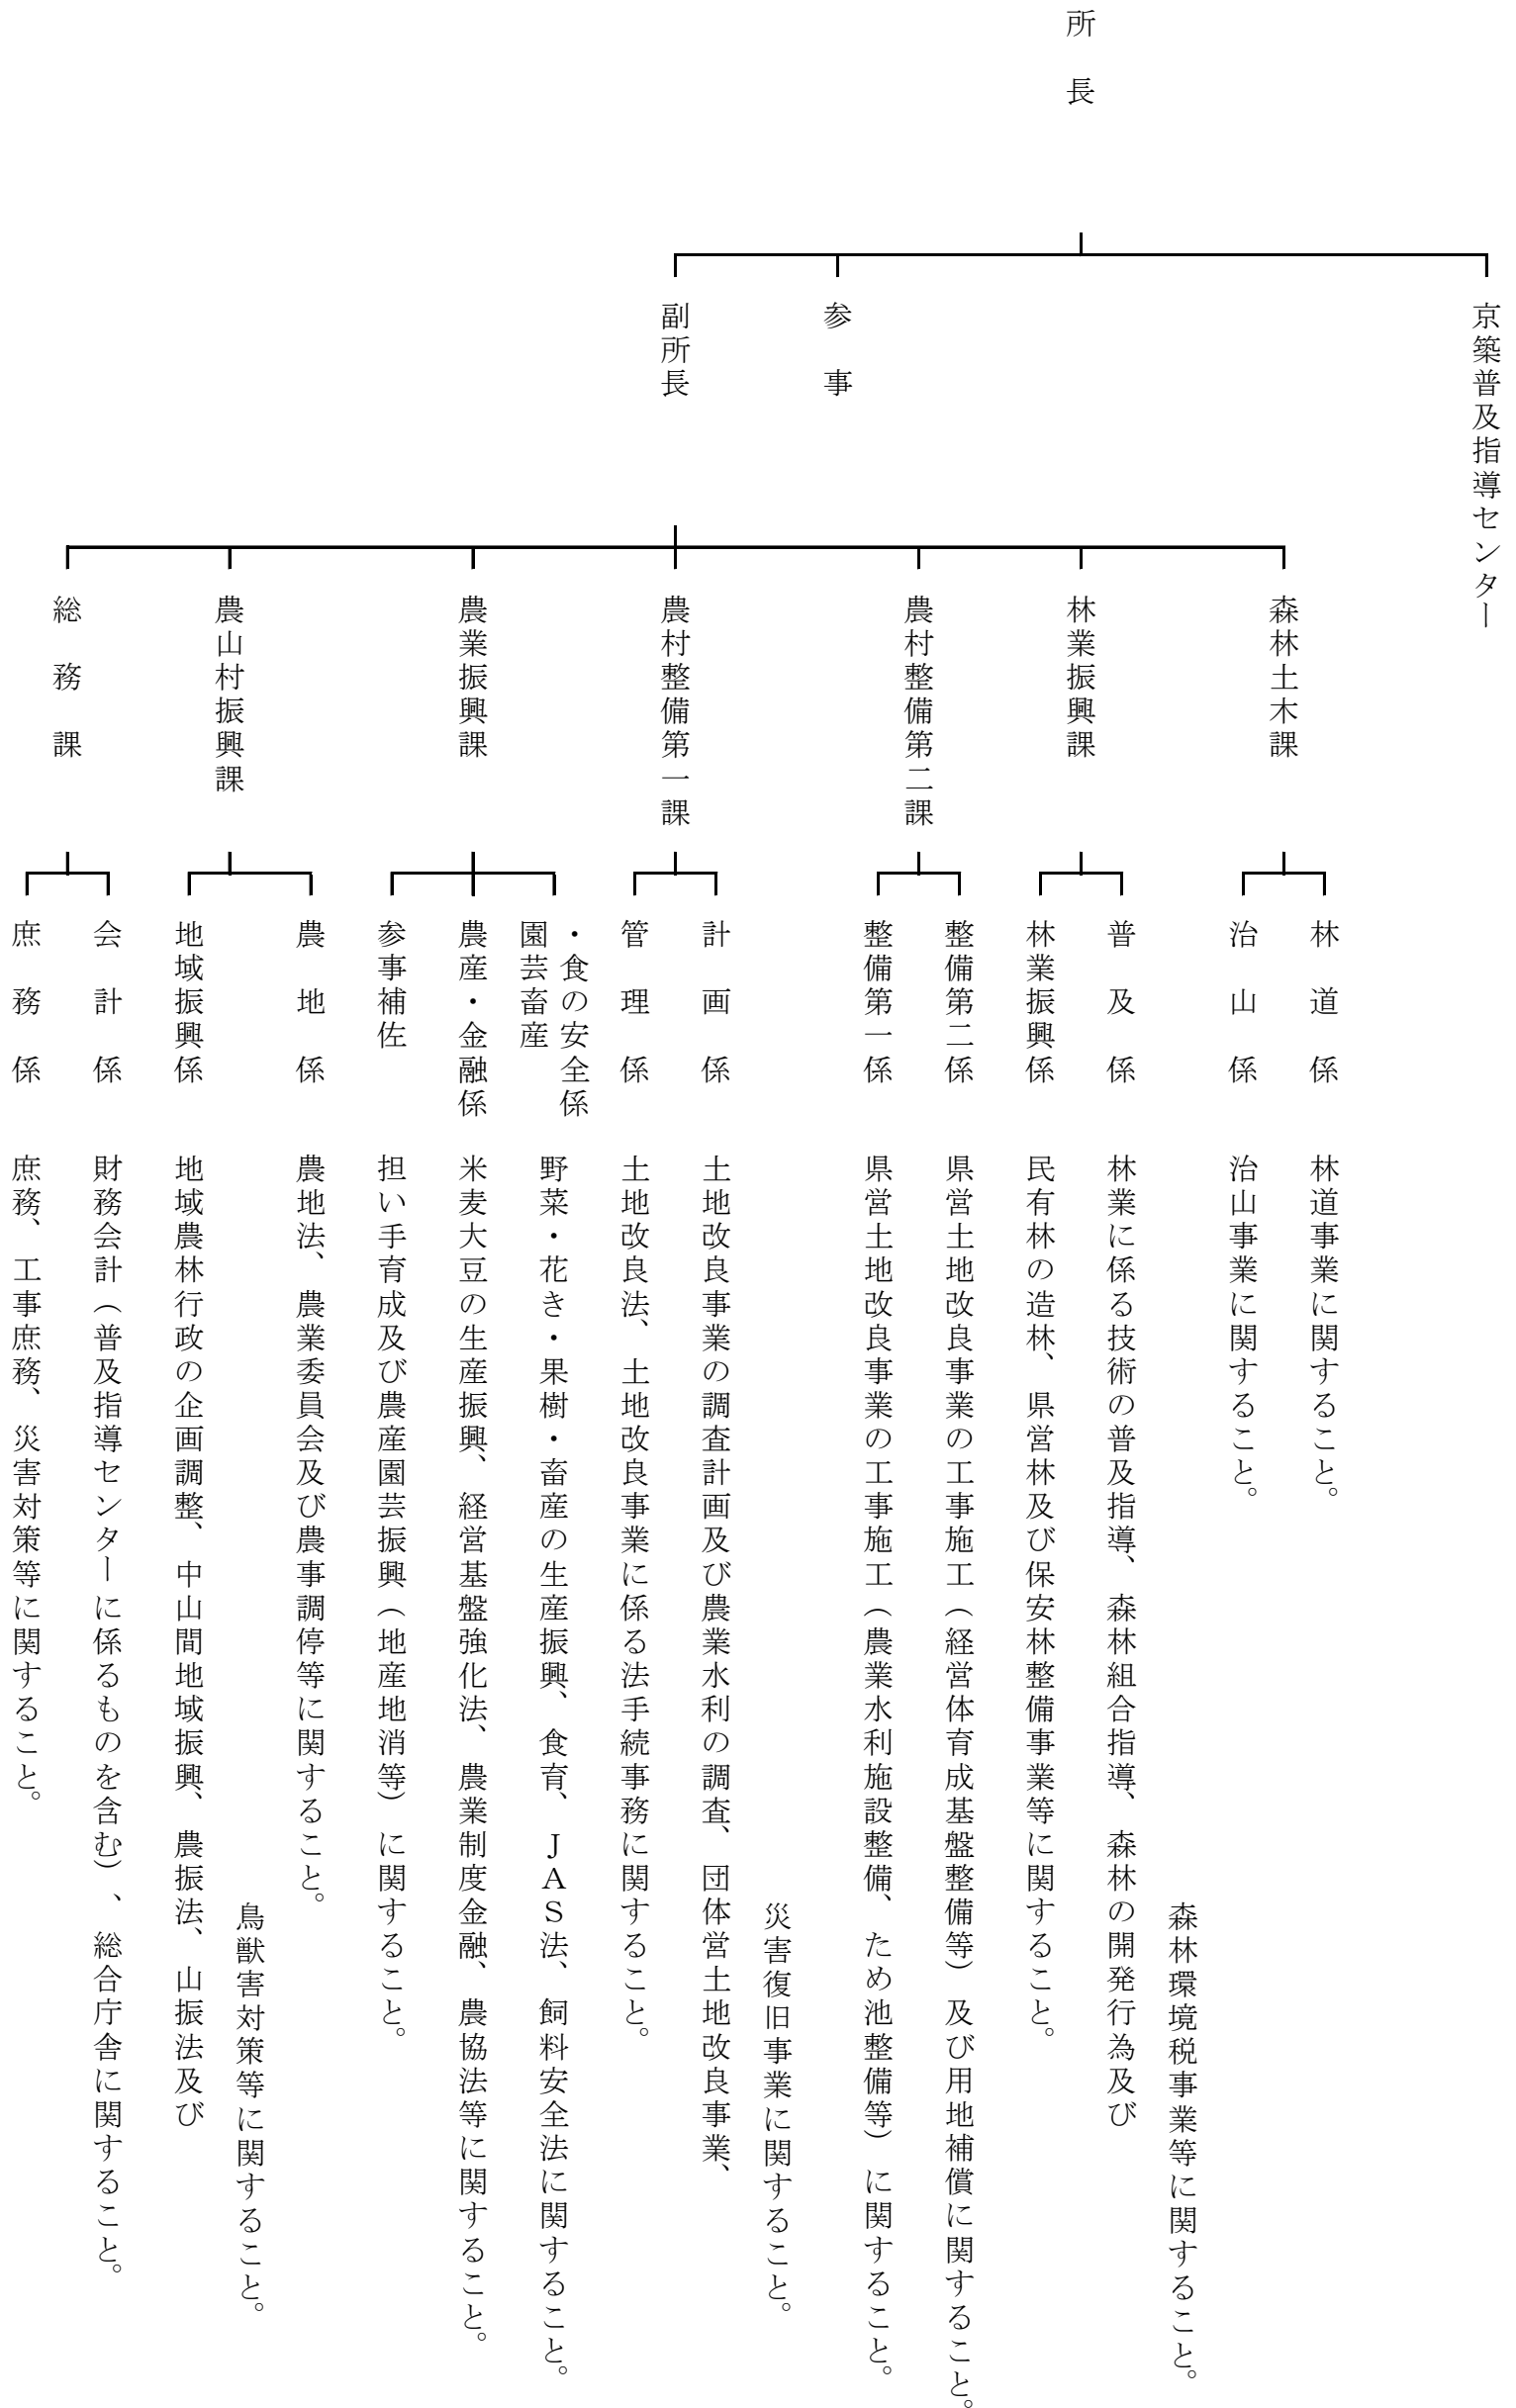 所長
副所長
参事
京築普及指導センター
総務課
庶務係
庶務、工事庶務、災害対策等に関すること。
会計係
財務会計（普及指導センターに係るものを含む）、総合庁舎に関すること。
農山村振興課
地域振興係
地域農林行政の企画調整、中山間地域振興、農振法、山振法及び
鳥獣害対策等に関すること。
農地係
農地法、農業委員会及び農事調停等に関すること。
農業振興課
参事補佐
担い手育成及び農産園芸振興（地産地消等）に関すること。
農産・金融係
米麦大豆の生産振興、経営基盤強化法、農業制度金融、農協法等に関すること。
園芸畜産
・食の安全係
野菜・花き・果樹・畜産の生産振興、食育、ＪＡＳ法、飼料安全法に関すること。
農村整備第一課
管理係
土地改良法、土地改良事業に係る法手続事務に関すること。
計画係
土地改良事業の調査計画及び農業水利の調査、団体営土地改良事業、
災害復旧事業に関すること。
農村整備第二課
整備第一係
県営土地改良事業の工事施工（農業水利施設整備、ため池整備等）に関すること。
整備第二係
県営土地改良事業の工事施工（経営体育成基盤整備等）及び用地補償に関すること。
林業振興課
林業振興係
民有林の造林、県営林及び保安林整備事業等に関すること。
普及係
林業に係る技術の普及指導、森林組合指導、森林の開発行為及び
森林環境税事業等に関すること。
森林土木課
治山係
治山事業に関すること。
林道係
林道事業に関すること。